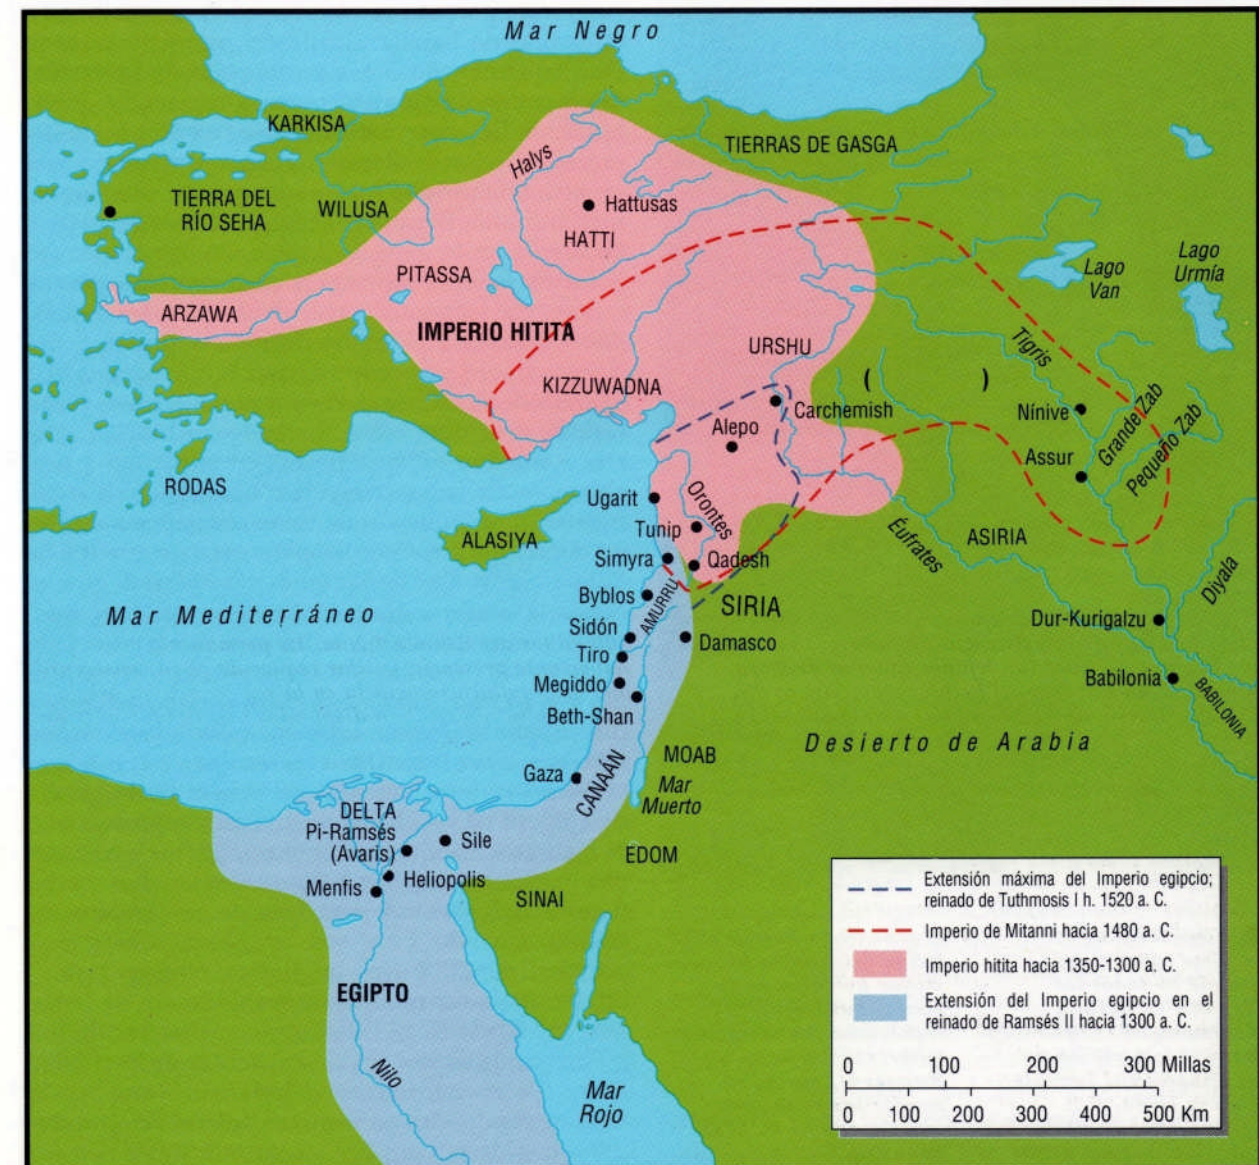 Mar Negro
KARKISA
TIERRAS DE GASGA
Halys
TIERRA DEL
RÍO SEHA
WILUSA
Hattusas
HATTI
PITASSA
Lago
Van
Lago
Urmía
ARZAWA
IMPERIO HITITA
URSHU
Tigris
KIZZUWADNA
( )
Carchemish
Nínive
Grande Zab
Pequeño Zab
Alepo
Assur
RODAS
Ugarit
Orontes
Tunip
ALASIYA
Éufrates
ASIRIA
Simyra
Qadesh
Diyala
Byblos
AMURRU
SIRIA
Mar Mediterráneo
Dur-Kurigalzu
Sidón
Damasco
Tiro
Megiddo
Babilonia
BABILONIA
Beth-Shan
Desierto de Arabia
MOAB
Gaza
CANAÁN
Mar
Muerto
DELTA
Pi-Ramsés
(Avaris)
Sile
EDOM
Heliopolis
Menfis
SINAI
EGIPTO
Nilo
Mar
Rojo
Extensión máxima del Imperio egipcio;
reinado de Tuthmosis I h. 1520 a. C.
Imperio de Mitanni hacia 1480 a. C.
Imperio hitita hacia 1350-1300 a. C.
Extensión del Imperio egipcio en el
reinado de Ramsés II hacia 1300 a. C.
0 100 200 300 Millas
0 100 200 300 400 500 Km